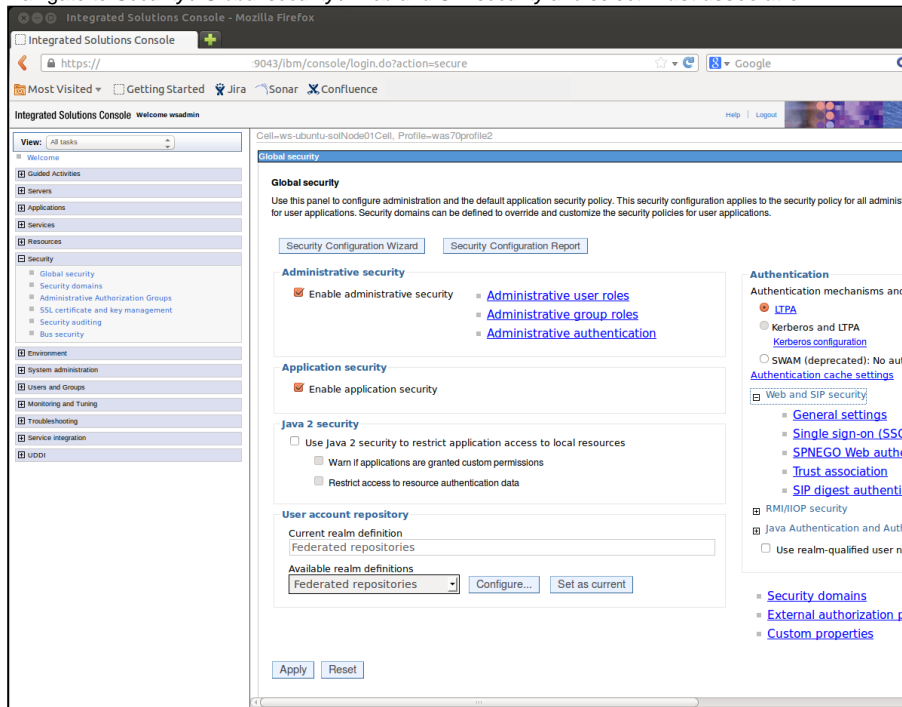 Integrated Solutions Console - Mozilla Firefox
Integrated Solutions Console
https:// :9043/ibm/console/login.do?action=secure
Google
Most Visited Getting Started Jira Sonar Confluence
Integrated Solutions Console Welcome wsadmin
Help | Logout
View: All tasks
Welcome
Guided Activities
Servers
Applications
Services
Resources
Security
Global security
Security domains
Administrative Authorization Groups
SSL certificate and key management
Security auditing
Bus security
Environment
System administration
Users and Groups
Monitoring and Tuning
Troubleshooting
Service integration
UDDI
Cell=ws-ubuntu-solNode01Cell, Profile=was70profile2
Global security
Global security
Use this panel to configure administration and the default application security policy. This security configuration applies to the security policy for all adminis
for user applications. Security domains can be defined to override and customize the security policies for user applications.
Security Configuration Wizard Security Configuration Report
Administrative security
Enable administrative security
Administrative user roles
Administrative group roles
Administrative authentication
Application security
Enable application security
Java 2 security
Use Java 2 security to restrict application access to local resources
Warn if applications are granted custom permissions
Restrict access to resource authentication data
User account repository
Current realm definition
Federated repositories
Available realm definitions
Federated repositories Configure... Set as current
Apply Reset
Authentication
Authentication mechanisms and
LTPA
Kerberos and LTPA
Kerberos configuration
SWAM (deprecated): No aut
Authentication cache settings
Web and SIP security
General settings
Single sign-on (SSO
SPNEGO Web authe
Trust association
SIP digest authenti
RMI/IIOP security
Java Authentication and Auth
Use realm-qualified user n
Security domains
External authorization p
Custom properties